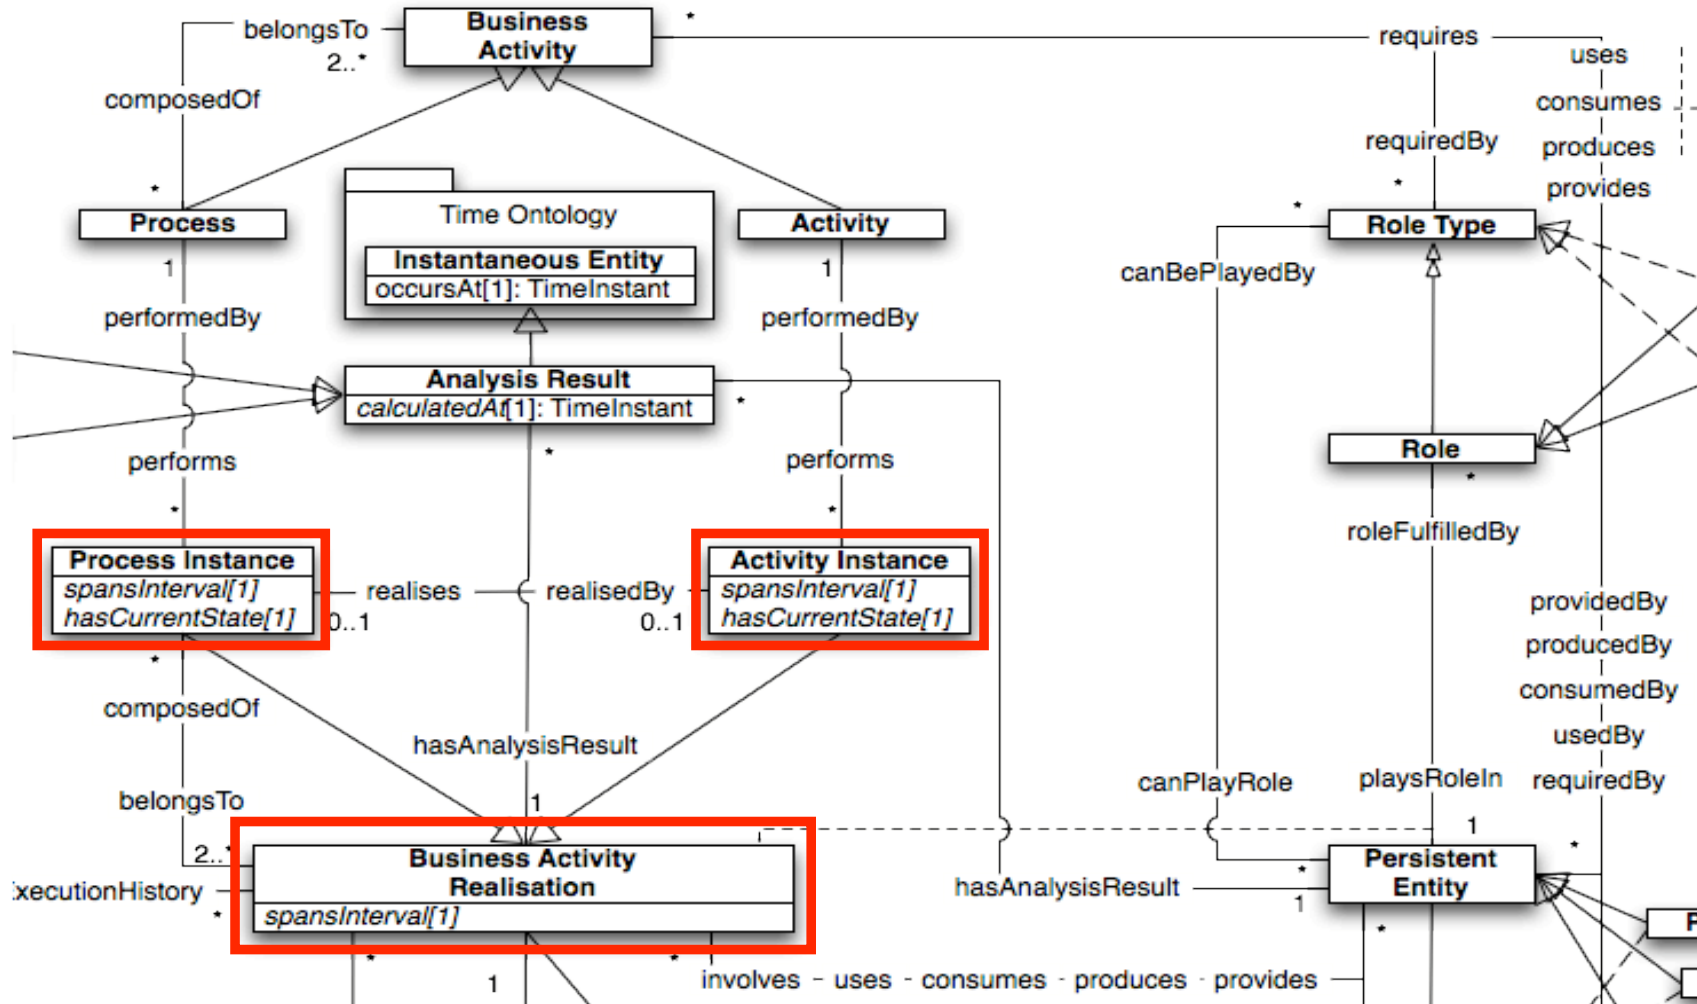 Business
Activity
belongsTo
2..*
*
requires
uses
composedOf
consumes
requiredBy
produces
*
*
provides
Process
Time Ontology
Activity
*
Role Type
1
Instantaneous Entity
occursAt[1]: TimeInstant
1
canBePlayedBy
performedBy
performedBy
Analysis Result
calculatedAt[1]: TimeInstant
*
performs
*
performs
Role
*
*
*
roleFulfilledBy
Process Instance
spansInterval[1]
hasCurrentState[1]
realises
realisedBy
0..1
0..1
Activity Instance
spansInterval[1]
hasCurrentState[1]
providedBy
producedBy
consumedBy
usedBy
requiredBy
*
composedOf
hasAnalysisResult
canPlayRole
playsRoleIn
belongsTo
1
1
2..*
Business Activity
Realisation
spansInterval[1]
*
Persistent
Entity
*
ExecutionHistory
*
hasAnalysisResult
1
*
*
*
1
involves - uses - consumes - produces - provides